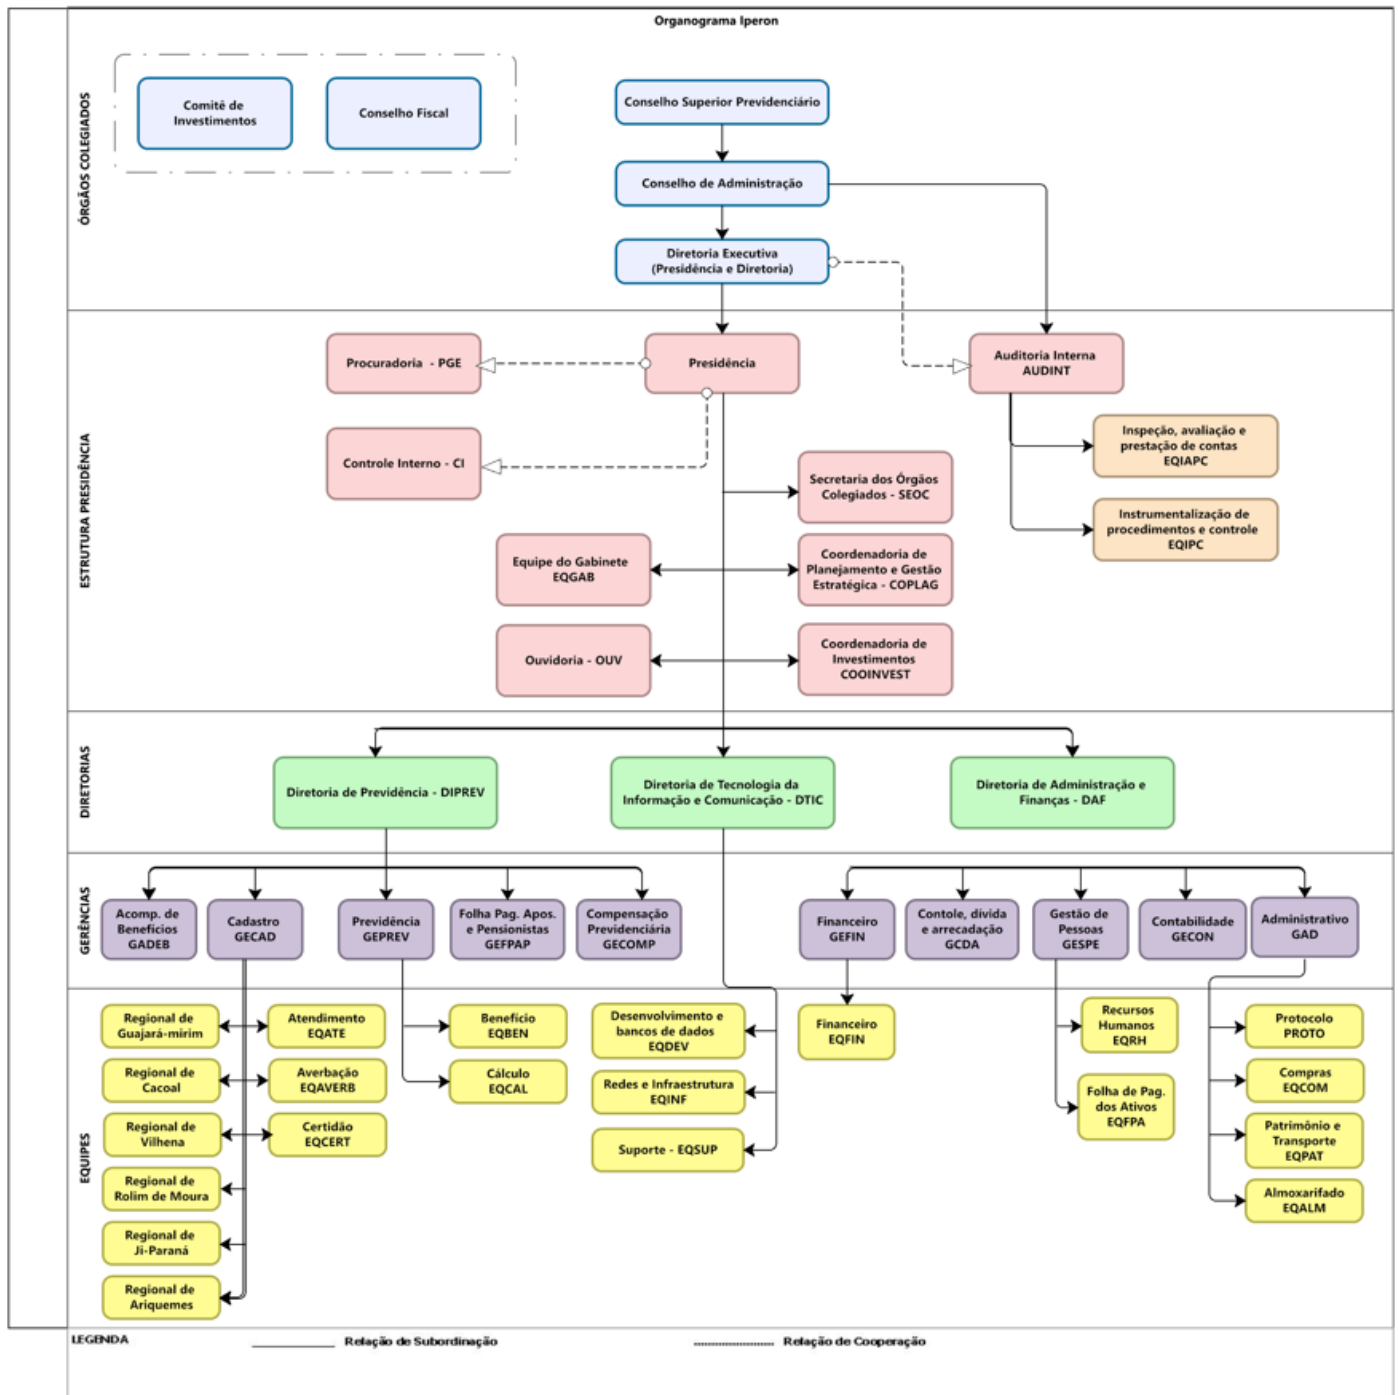 Organograma Iperon
ÓRGÃOS COLEGIADOS
Comitê de
Investimentos
Conselho Fiscal
Conselho Superior Previdenciário
Conselho de Administração
Diretoria Executiva
(Presidência e Diretoria)
ESTRUTURA PRESIDÊNCIA
Procuradoria - PGE
Presidência
Auditoria Interna
AUDINT
Controle Interno - CI
Inspeção, avaliação e
prestação de contas
EQIAPC
Secretaria dos Órgãos
Colegiados - SEOC
Instrumentalização de
procedimentos e controle
EQIPC
Equipe do Gabinete
EQGAB
Coordenadoria de
Planejamento e Gestão
Estratégica - COPLAG
Ouvidoria - OUV
Coordenadoria de
Investimentos
COOINVEST
DIRETORIAS
Diretoria de Previdência - DIPREV
Diretoria de Tecnologia da
Informação e Comunicação - DTIC
Diretoria de Administração e
Finanças - DAF
GERÊNCIAS
Acomp. de
Benefícios
GADEB
Cadastro
GECAD
Previdência
GEPREV
Folha Pag. Apos.
e Pensionistas
GEFPAP
Compensação
Previdenciária
GECOMP
Financeiro
GEFIN
Contole, dívida
e arrecadação
GCDA
Gestão de
Pessoas
GESPE
Contabilidade
GECON
Administrativo
GAD
EQUIPES
Regional de
Guajará-mirim
Atendimento
EQATE
Benefício
EQBEN
Desenvolvimento e
bancos de dados
EQDEV
Financeiro
EQFIN
Recursos
Humanos
EQRH
Protocolo
PROTO
Regional de
Cacoal
Averbação
EQAVERB
Cálculo
EQCAL
Redes e Infraestrutura
EQINF
Folha de Pag.
dos Ativos
EQFPA
Compras
EQCOM
Regional de
Vilhena
Certidão
EQCERT
Suporte - EQSUP
Patrimônio e
Transporte
EQPAT
Regional de
Rolim de Moura
Almoxarifado
EQALM
Regional de
Ji-Paraná
Regional de
Ariquemes
LEGENDA
Relação de Subordinação
Relação de Cooperação